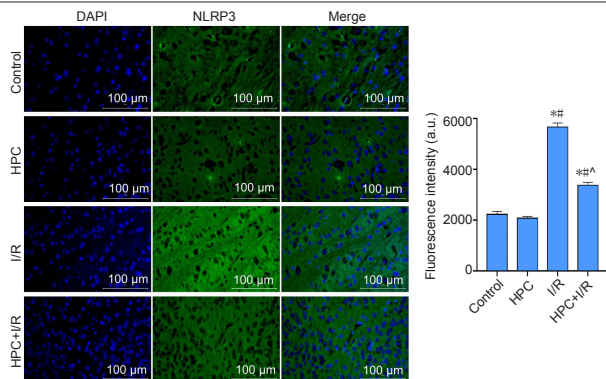 DAPI NLRP3 Merge
Control
100 µm 100 µm 100 µm
HPC
100 µm 100 µm 100 µm
I/R
100 µm 100 µm 100 µm
HPC+I/R
100 µm 100 µm 100 µm
Fluorescence intensity (a.u.)
6000
4000
2000
0
*#
*#^
Control
HPC
I/R
HPC+I/R